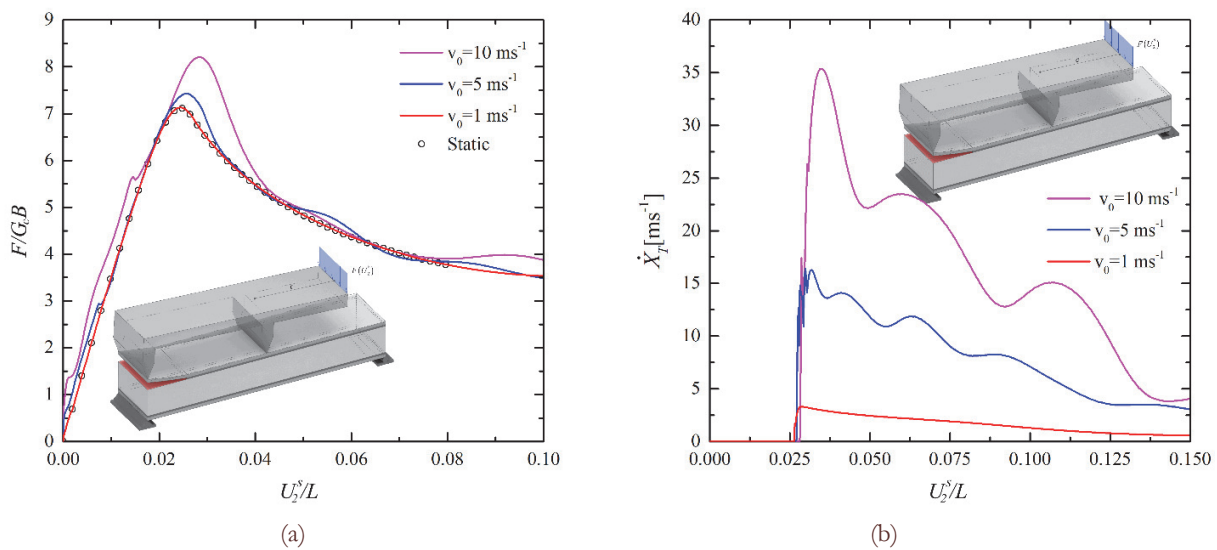 9
8
7
6
5
4
3
2
1
0
F/G_cB
v_0=10 ms^-1
v_0=5 ms^-1
v_0=1 ms^-1
Static
0.00 0.02 0.04 0.06 0.08 0.10
U_2^s/L
(a)
40
35
30
25
20
15
10
5
0
Ẋ_T[ms^-1]
F(U_2^s)
v_0=10 ms^-1
v_0=5 ms^-1
v_0=1 ms^-1
0.000 0.025 0.050 0.075 0.100 0.125 0.150
U_2^s/L
(b)